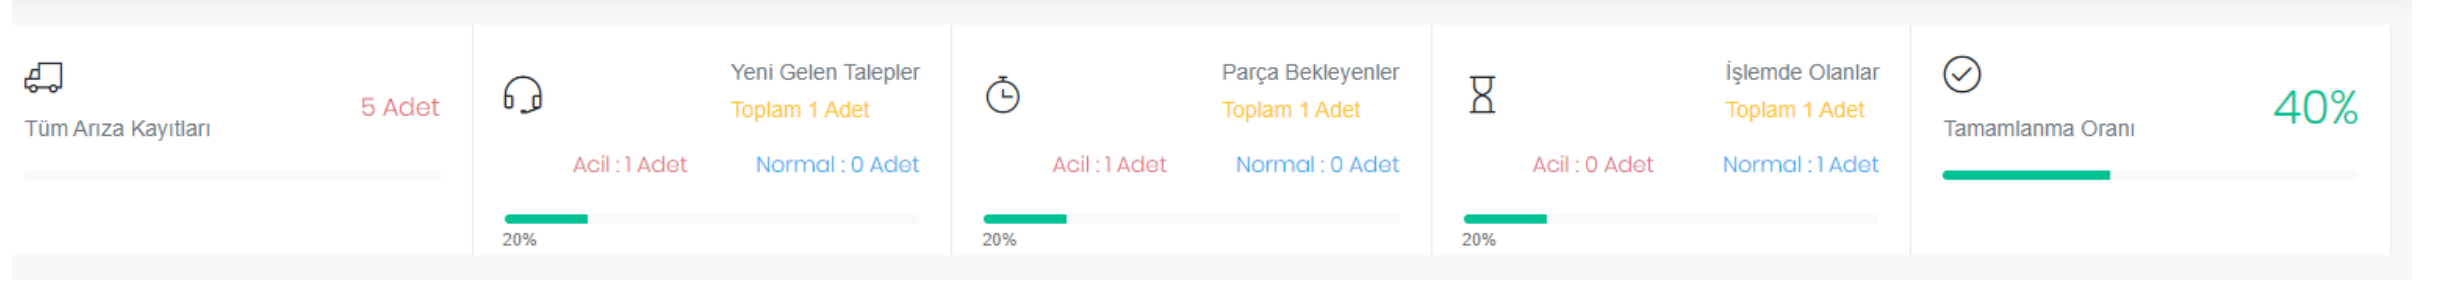 Tüm Arıza Kayıtları
5 Adet
Yeni Gelen Talepler
Toplam 1 Adet
Acil : 1 Adet
Normal : 0 Adet
20%
Parça Bekleyenler
Toplam 1 Adet
Acil : 1 Adet
Normal : 0 Adet
20%
İşlemde Olanlar
Toplam 1 Adet
Acil : 0 Adet
Normal : 1 Adet
20%
Tamamlanma Oranı
40%